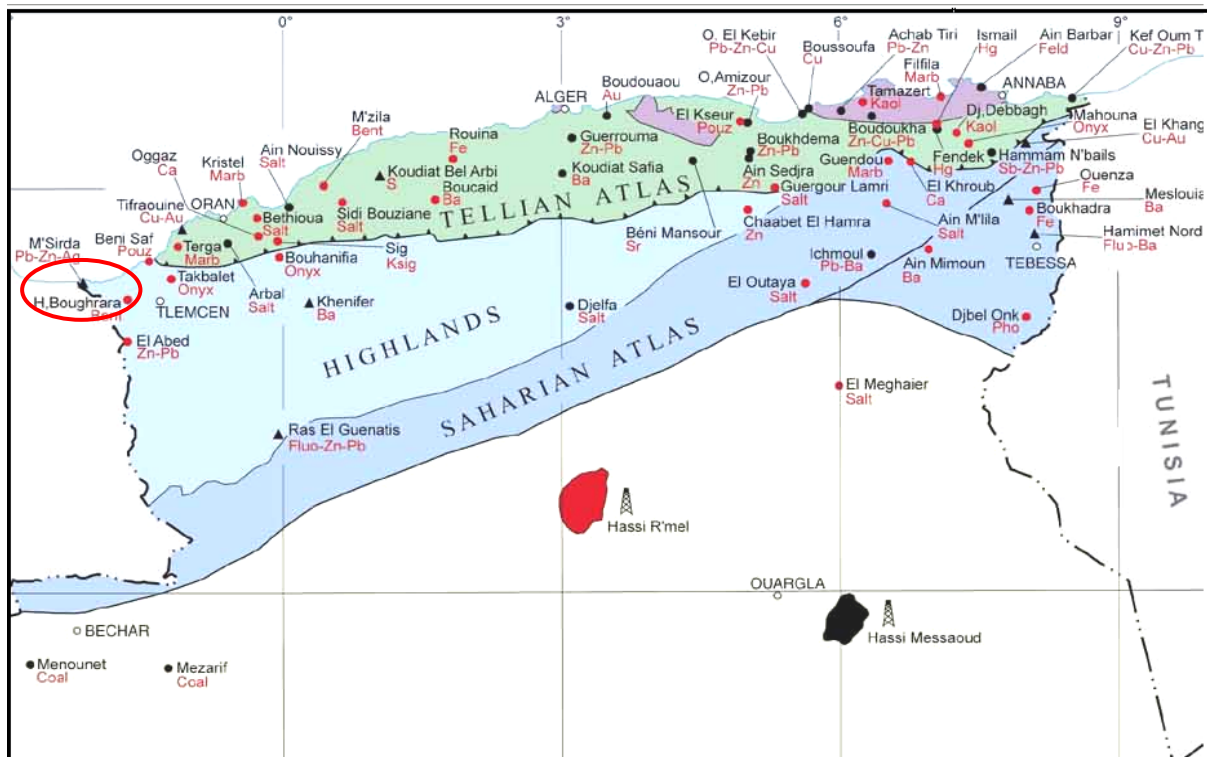 0°
3°
6°
9°
O. El Kebir
Pb-Zn-Cu
Boussoufa
Cu
Achab Tiri
Pb-Zn
Ismail
Hg
Ain Barbar
Feld
Kef Oum T
Cu-Zn-Pb
Filfila
Marb
ANNABA
Boudouaou
Au
O,Amizour
Zn-Pb
ALGER
Tamazert
Kaol
Dj,Debbagh
Kaol
Mahouna
Onyx
El Khang
Cu-Au
M'zila
Bent
El Kseur
Pouz
Rouina
Fe
Guerrouma
Zn-Pb
Boukhdema
Zn-Pb
Boudoukha
Zn-Cu-Pb
Ain Nouissy
Salt
Oggaz
Ca
Kristel
Marb
Koudiat Bel Arbi
S
Koudiat Safia
Ba
Ain Sedjra
Zn
Guendou
Marb
Fendek
Hg
Hammam N'bails
Sb-Zn-Pb
Boucaid
Ba
Guergour Lamri
Salt
El Khroub
Ca
Ouenza
Fe
Meslouia
Ba
Tifraouine
Cu-Au
ORAN
Bethioua
Salt
Sidi Bouziane
Salt
TELLIAN ATLAS
Béni Mansour
Sr
Chaabet El Hamra
Zn
Ain M'lila
Salt
Boukhadra
Fe
Hamimet Nord
Fluo-Ba
M'Sirda
Pb-Zn-Ag
Beni Saf
Pouz
Terga
Marb
Sig
Ksig
Bouhanifia
Onyx
Ichmoul
Pb-Ba
Ain Mimoun
Ba
TEBESSA
Takbalet
Onyx
Arbal
Salt
El Outaya
Salt
H,Boughrara
Bent
TLEMCEN
Khenifer
Ba
Djelfa
Salt
Djbel Onk
Pho
El Abed
Zn-Pb
HIGHLANDS
SAHARIAN ATLAS
El Meghaier
Salt
TUNISIA
Ras El Guenatis
Fluo-Zn-Pb
Hassi R'mel
OUARGLA
Hassi Messaoud
BECHAR
Menounet
Coal
Mezarif
Coal